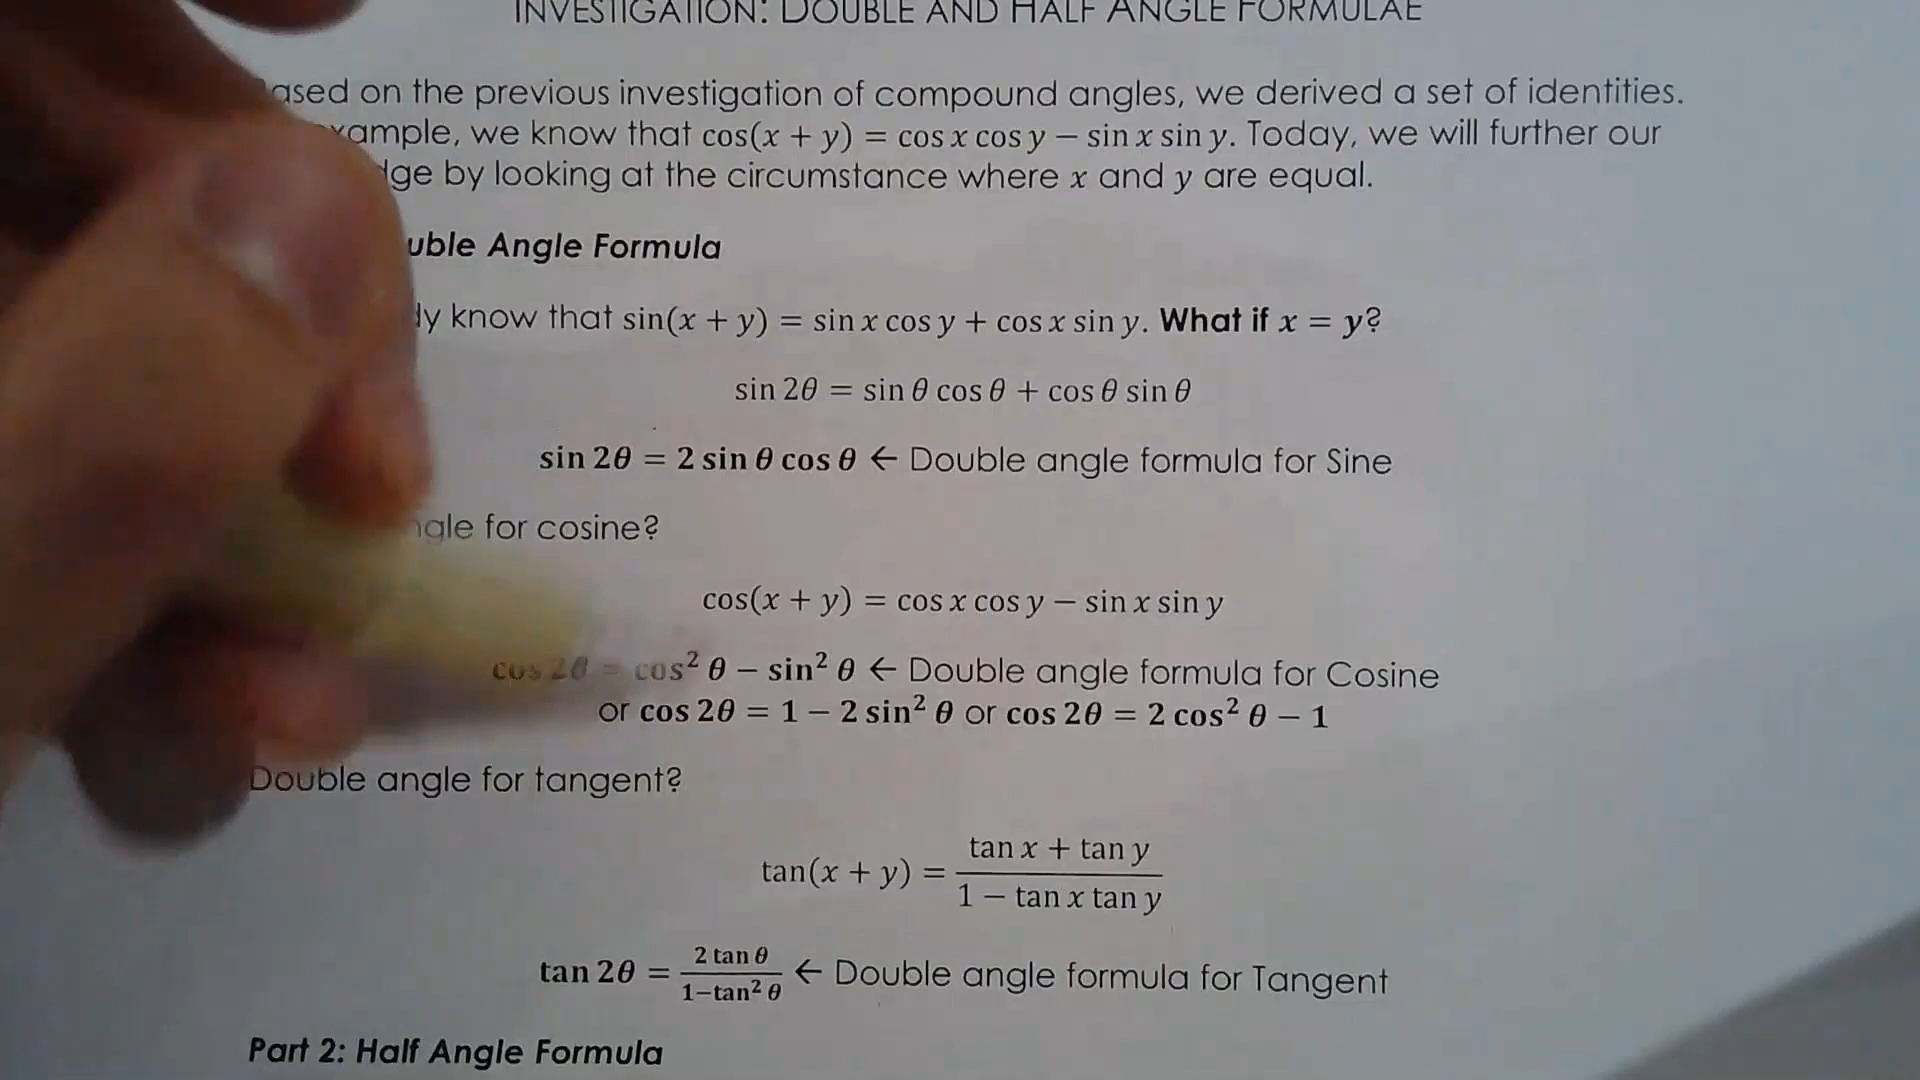 INVESTIGATION: DOUBLE AND HALF ANGLE FORMULAE
ased on the previous investigation of compound angles, we derived a set of identities.
xample, we know that cos(x + y) = cos x cos y − sin x sin y. Today, we will further our
ge by looking at the circumstance where x and y are equal.
uble Angle Formula
ly know that sin(x + y) = sin x cos y + cos x sin y. What if x = y?
sin 2θ = sin θ cos θ + cos θ sin θ
sin 2θ = 2 sin θ cos θ ← Double angle formula for Sine
gle for cosine?
cos(x + y) = cos x cos y − sin x sin y
cos 2θ = cos² θ − sin² θ ← Double angle formula for Cosine
or cos 2θ = 1 − 2 sin² θ or cos 2θ = 2 cos² θ − 1
Double angle for tangent?
tan(x + y) = (tan x + tan y) / (1 − tan x tan y)
tan 2θ = (2 tan θ) / (1−tan² θ) ← Double angle formula for Tangent
Part 2: Half Angle Formula